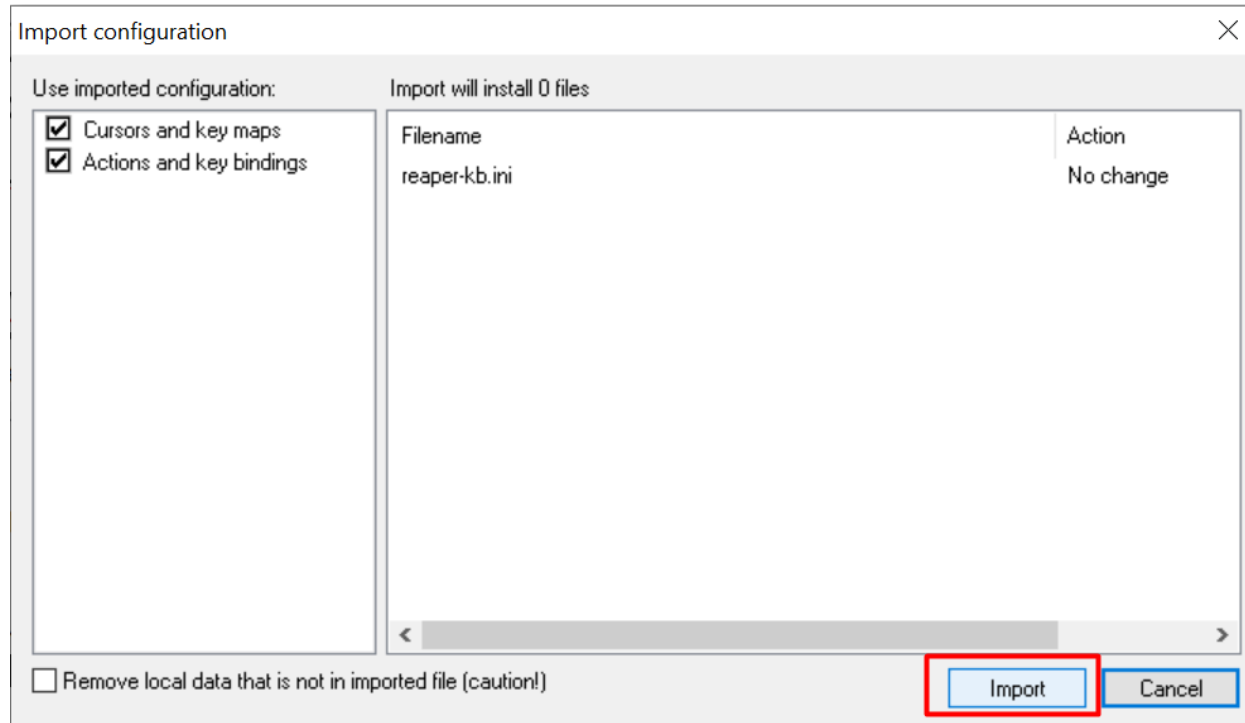 Import configuration
Use imported configuration:
Import will install 0 files
Cursors and key maps
Actions and key bindings
Filename Action
reaper-kb.ini No change
Remove local data that is not in imported file (caution!)
Import Cancel